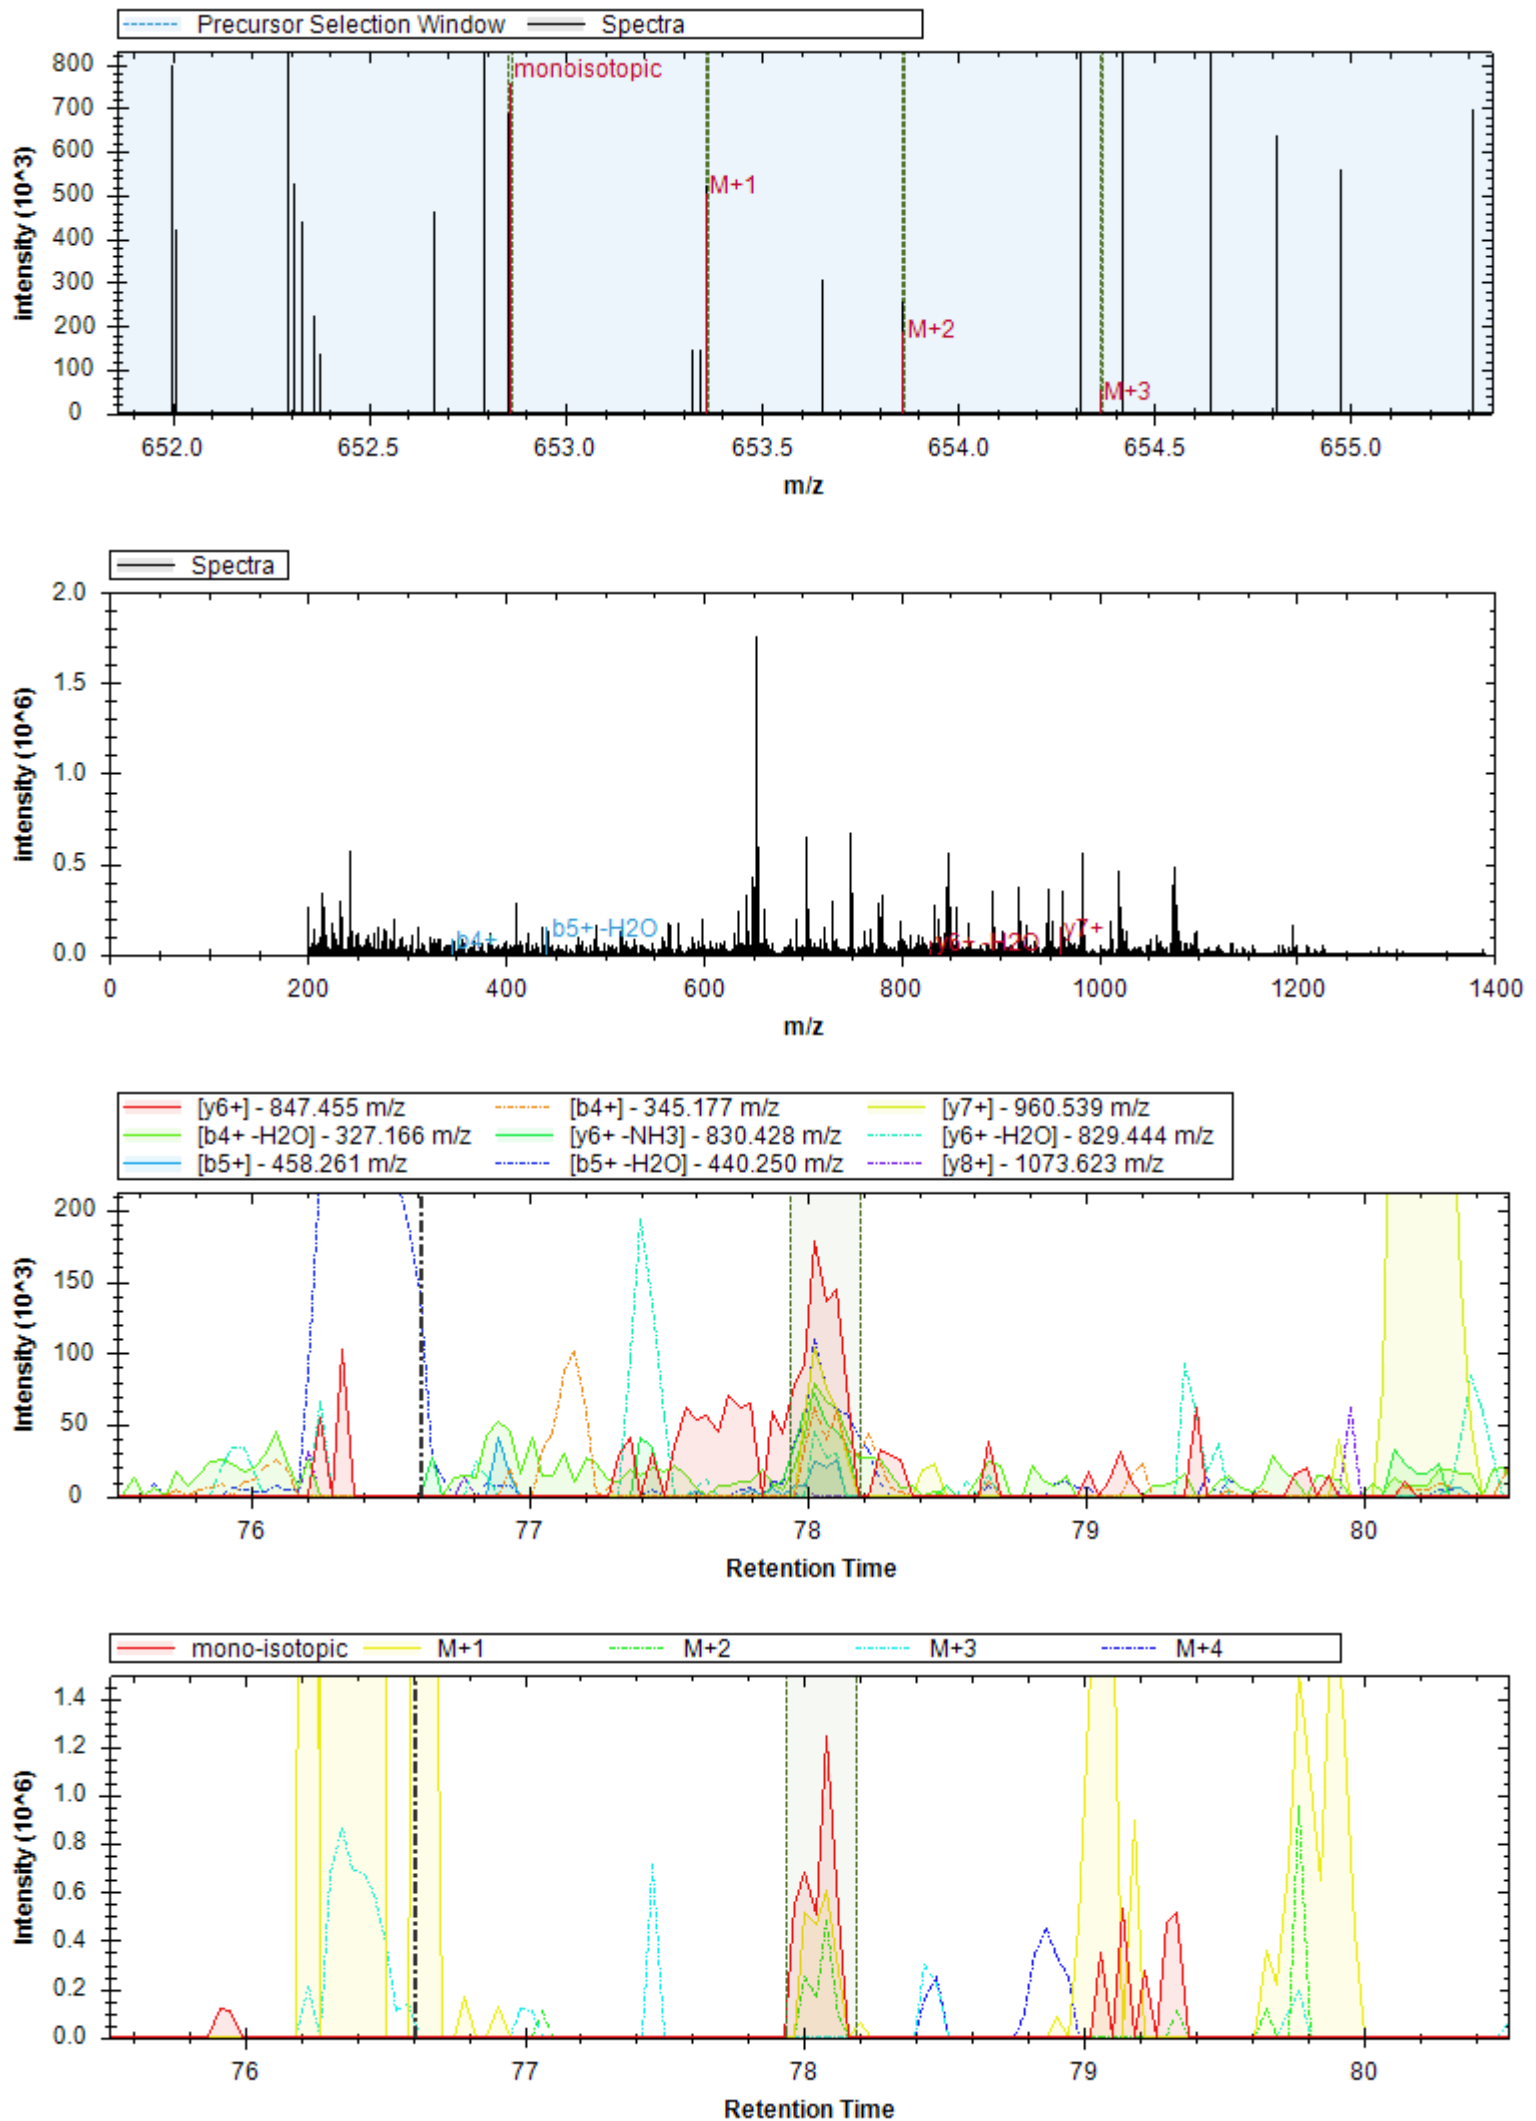 Precursor Selection Window Spectra
800
700
600
500
400
300
200
100
0
intensity (10^3)
monoisotopic
M+1
M+2
M+3
652.0 652.5 653.0 653.5 654.0 654.5 655.0
m/z
Spectra
2.0
1.5
1.0
0.5
0.0
intensity (10^6)
b4+ b5+ -H2O y6+ -H2O y7+
0 200 400 600 800 1000 1200 1400
m/z
[y6+] - 847.455 m/z [b4+] - 345.177 m/z [y7+] - 960.539 m/z
[b4+ -H2O] - 327.166 m/z [y6+ -NH3] - 830.428 m/z [y6+ -H2O] - 829.444 m/z
[b5+] - 458.261 m/z [b5+ -H2O] - 440.250 m/z [y8+] - 1073.623 m/z
200
150
100
50
0
Intensity (10^3)
76 77 78 79 80
Retention Time
mono-isotopic M+1 M+2 M+3 M+4
1.4
1.2
1.0
0.8
0.6
0.4
0.2
0.0
Intensity (10^6)
76 77 78 79 80
Retention Time